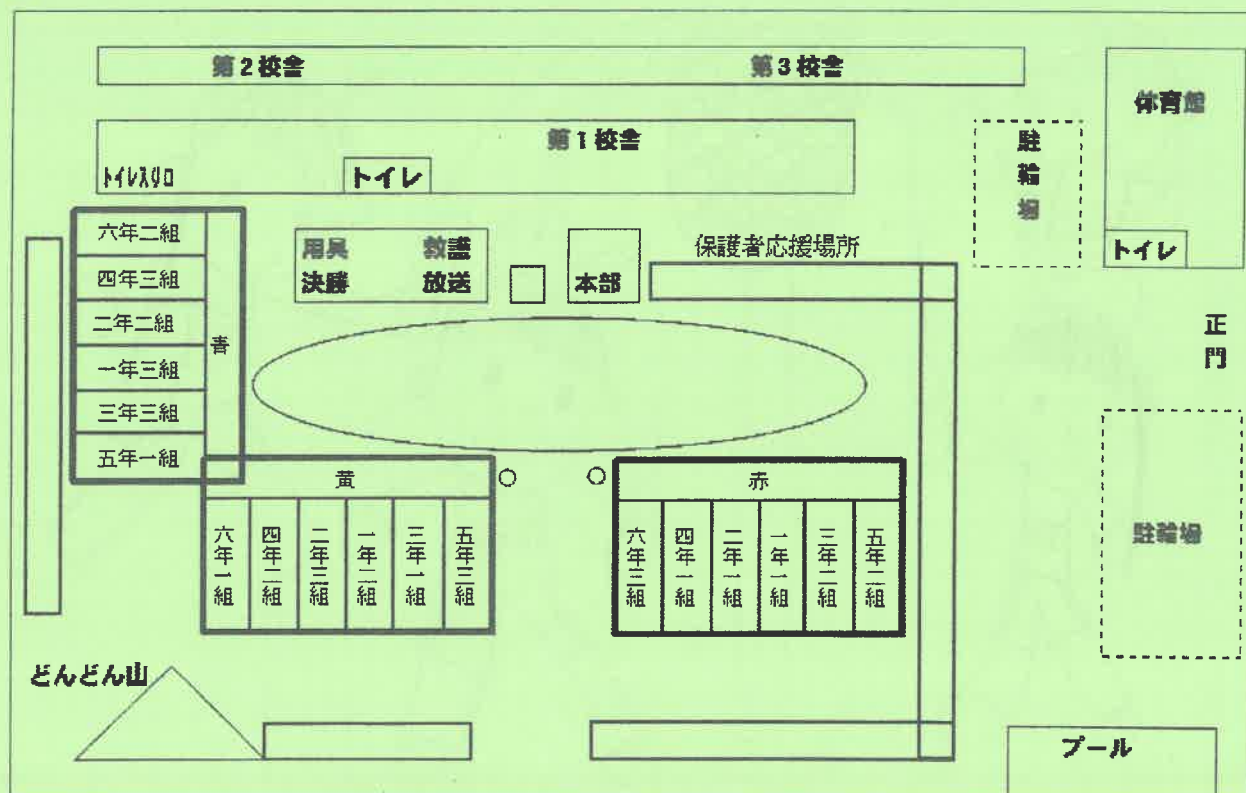 第2校舎
第3校舎
体育館
第1校舎
駐輪場
トイレ入り口
トイレ
トイレ
六年二組
四年三組
二年二組
一年三組
三年三組
五年一組
青
用具 救護
決勝 放送
本部
保護者応援場所
正門
黄
六年一組
四年二組
二年三組
一年二組
三年一組
五年三組
赤
六年三組
四年一組
二年一組
一年一組
三年二組
五年二組
駐輪場
どんどん山
プール